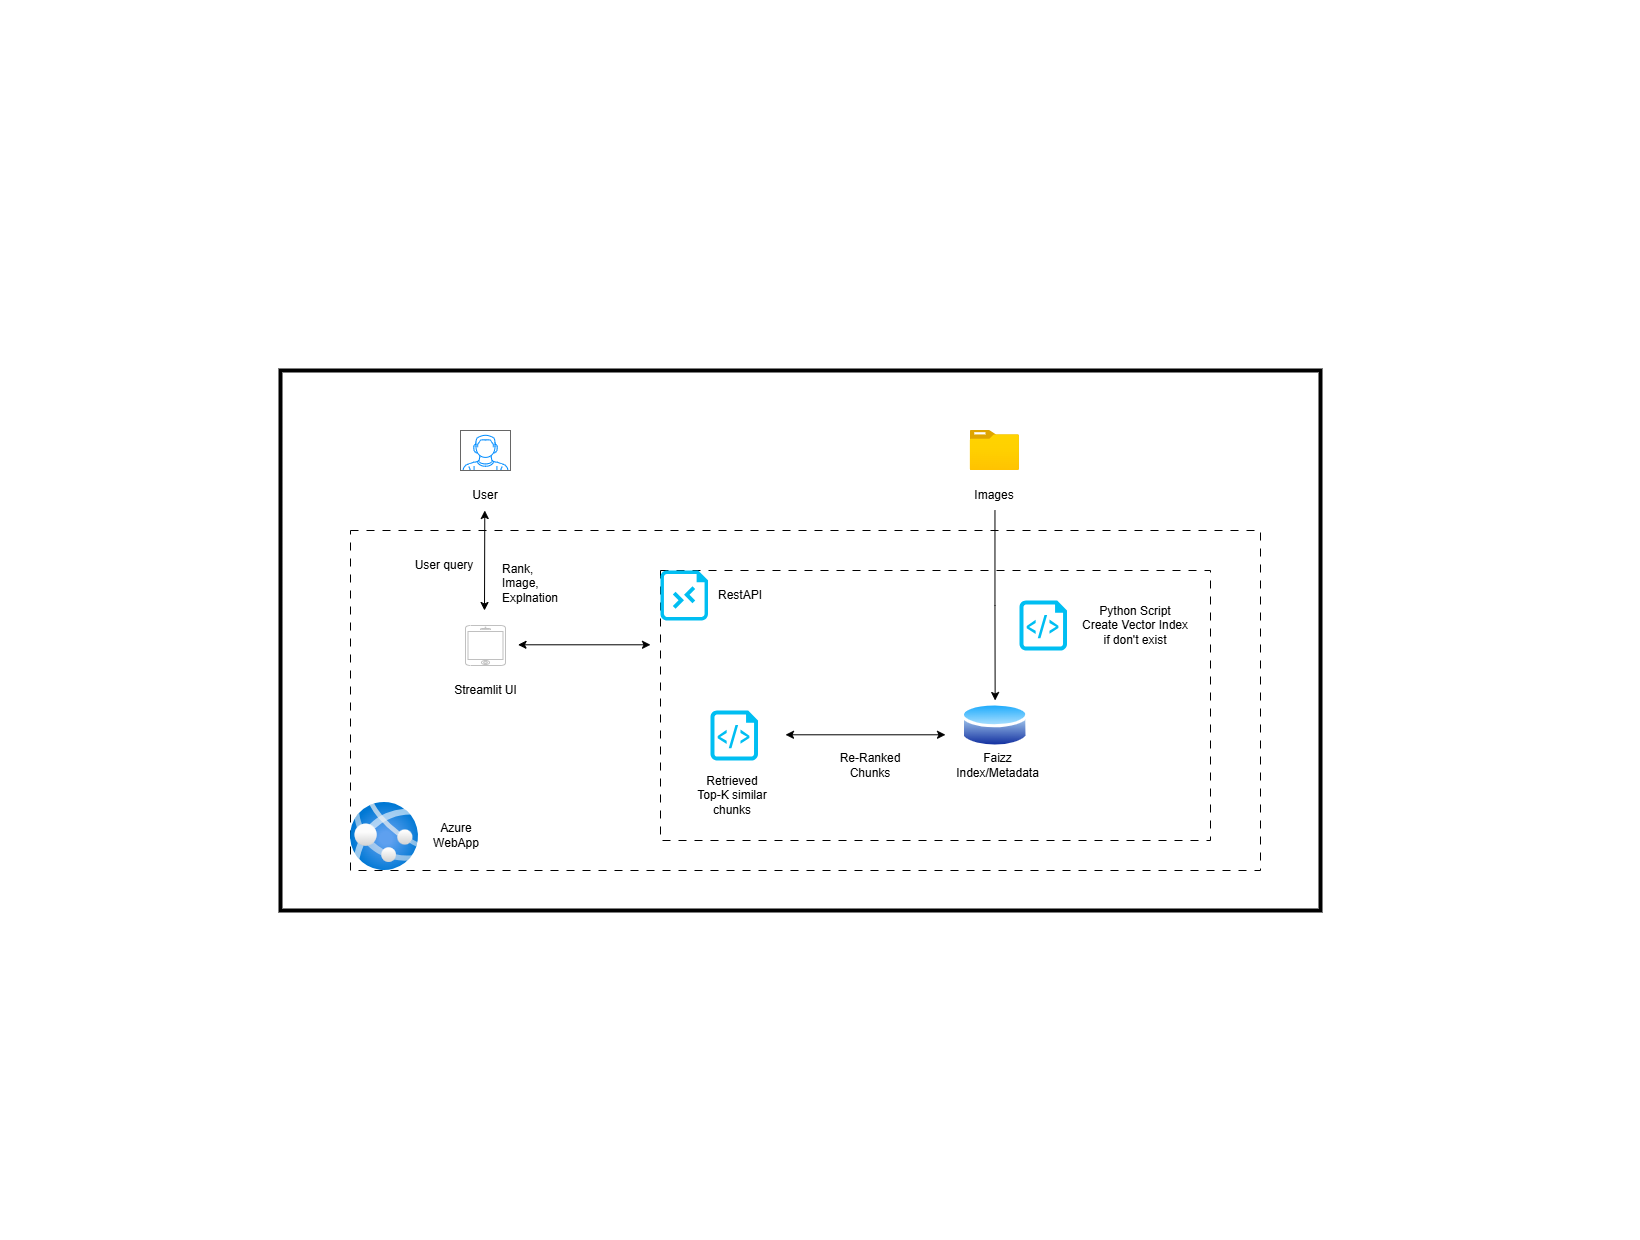 User
Images
User query
Rank,
Image,
Explnation
RestAPI
Python Script
Create Vector Index
if don't exist
Streamlit UI
Re-Ranked
Chunks
Faizz
Index/Metadata
Retrieved
Top-K similar
chunks
Azure
WebApp